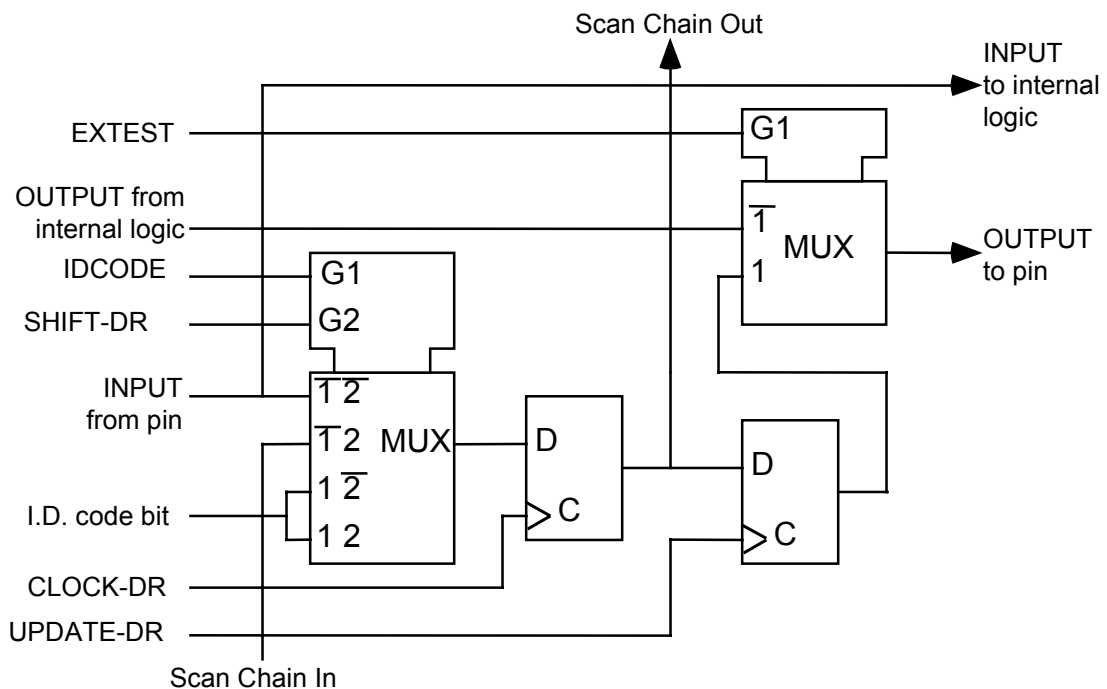 Scan Chain Out
INPUT
to internal
logic
EXTEST
G1
OUTPUT from
internal logic
1̅
MUX
1
OUTPUT
to pin
IDCODE
G1
SHIFT-DR
G2
INPUT
from pin
1̅ 2̅
1̅ 2
MUX
1 2̅
1 2
D
C
D
C
I.D. code bit
CLOCK-DR
UPDATE-DR
Scan Chain In